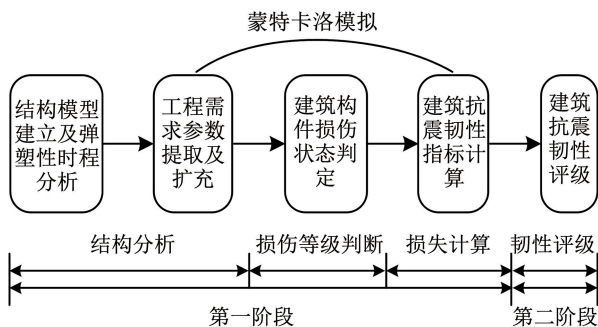 蒙特卡洛模拟
结构模型
建立及弹
塑性时程
分析
工程需
求参数
提取及
扩充
建筑构
件损伤
状态判
定
建筑抗
震韧性
指标计
算
建筑
抗震
韧性
评级
结构分析
损伤等级判断
损失计算
韧性评级
第一阶段
第二阶段